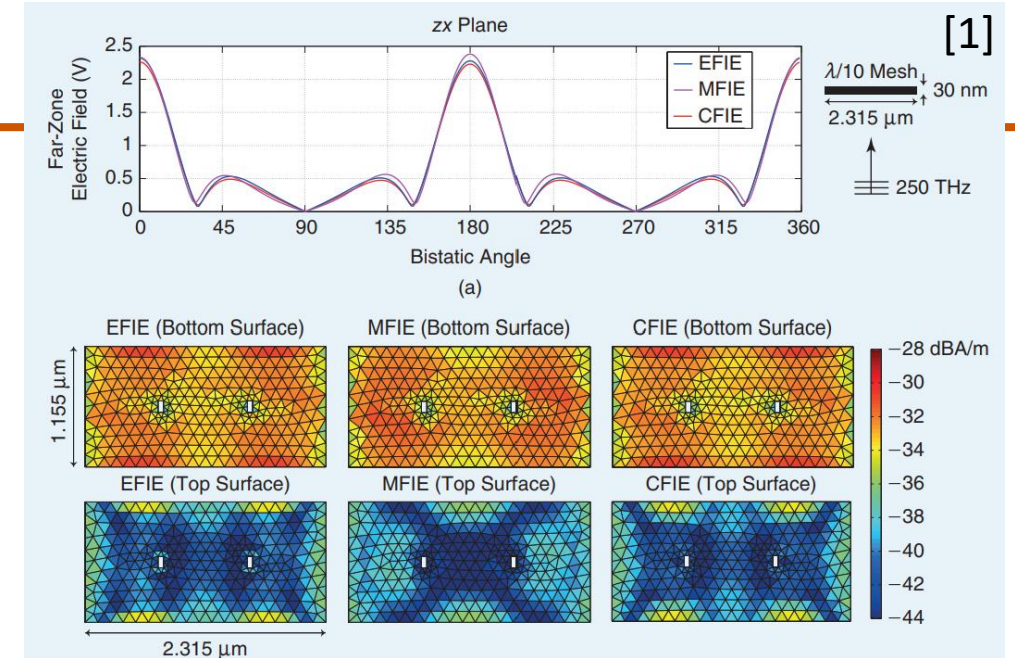 zx Plane
[1]
2.5
2
1.5
1
0.5
0
Far-Zone
Electric Field (V)
EFIE
MFIE
CFIE
0 45 90 135 180 225 270 315 360
Bistatic Angle
λ/10 Mesh
30 nm
2.315 μm
250 THz
(a)
EFIE (Bottom Surface) MFIE (Bottom Surface) CFIE (Bottom Surface)
1.155 μm
EFIE (Top Surface) MFIE (Top Surface) CFIE (Top Surface)
2.315 μm
−28 dBA/m
−30
−32
−34
−36
−38
−40
−42
−44